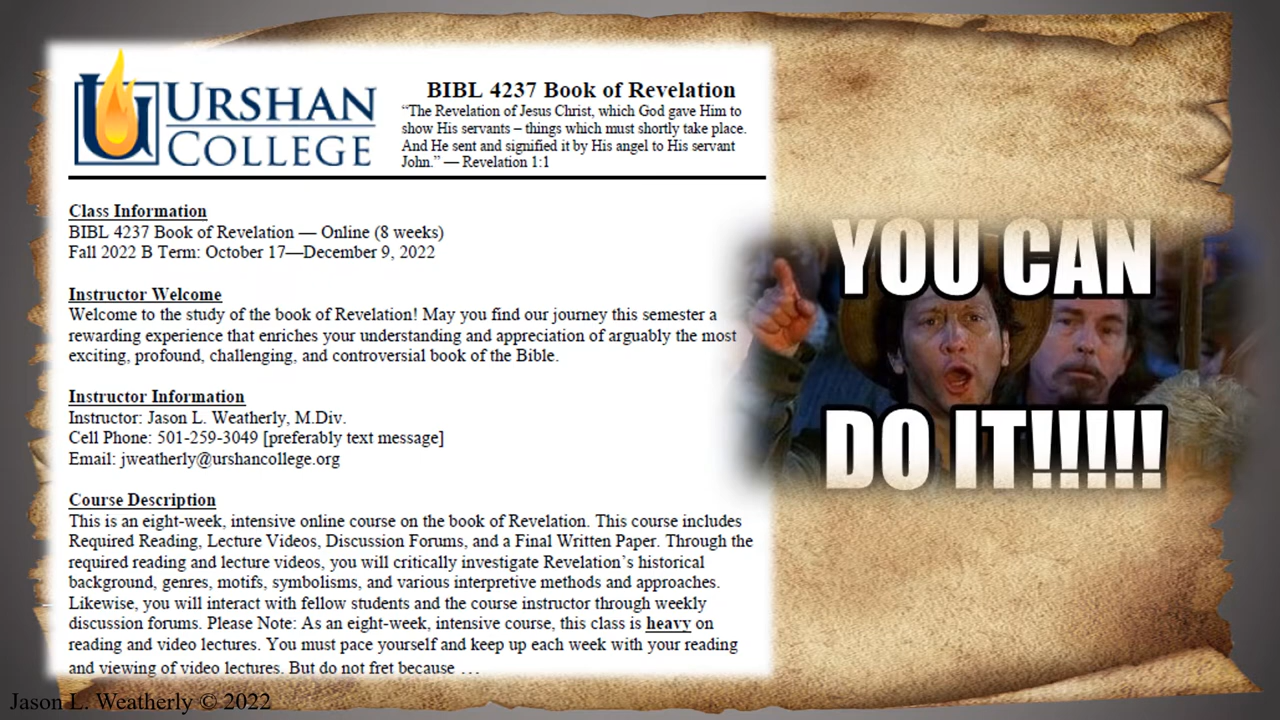 URSHAN
COLLEGE
BIBL 4237 Book of Revelation
“The Revelation of Jesus Christ, which God gave Him to
show His servants – things which must shortly take place.
And He sent and signified it by His angel to His servant
John.” — Revelation 1:1
Class Information
BIBL 4237 Book of Revelation — Online (8 weeks)
Fall 2022 B Term: October 17—December 9, 2022
Instructor Welcome
Welcome to the study of the book of Revelation! May you find our journey this semester a
rewarding experience that enriches your understanding and appreciation of arguably the most
exciting, profound, challenging, and controversial book of the Bible.
Instructor Information
Instructor: Jason L. Weatherly, M.Div.
Cell Phone: 501-259-3049 [preferably text message]
Email: jweatherly@urshancollege.org
Course Description
This is an eight-week, intensive online course on the book of Revelation. This course includes
Required Reading, Lecture Videos, Discussion Forums, and a Final Written Paper. Through the
required reading and lecture videos, you will critically investigate Revelation’s historical
background, genres, motifs, symbolisms, and various interpretive methods and approaches.
Likewise, you will interact with fellow students and the course instructor through weekly
discussion forums. Please Note: As an eight-week, intensive course, this class is heavy on
reading and video lectures. You must pace yourself and keep up each week with your reading
and viewing of video lectures. But do not fret because …
YOU CAN
DO IT!!!!!
Jason L. Weatherly © 2022